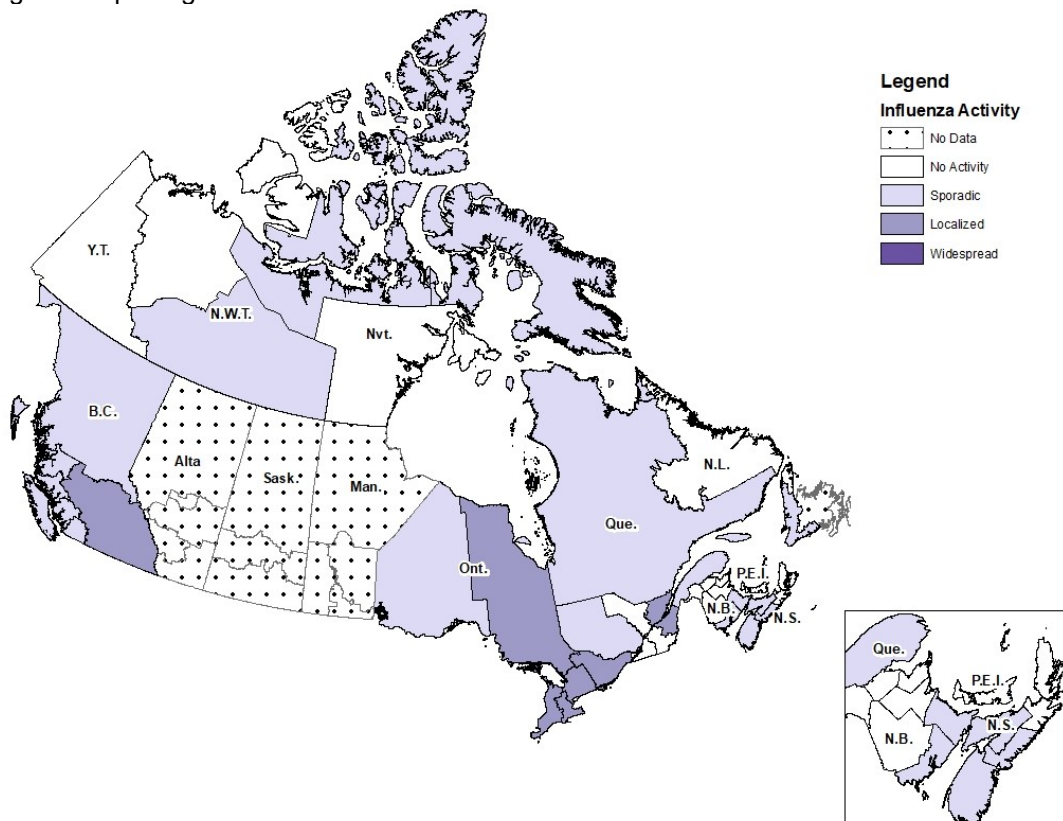 Legend
Influenza Activity
No Data
No Activity
Sporadic
Localized
Widespread
Y.T.
N.W.T.
Nvt.
B.C.
Alta
Sask.
Man.
N.L.
Que.
Ont.
P.E.I.
N.B.
N.S.
Que.
P.E.I.
N.S.
N.B.